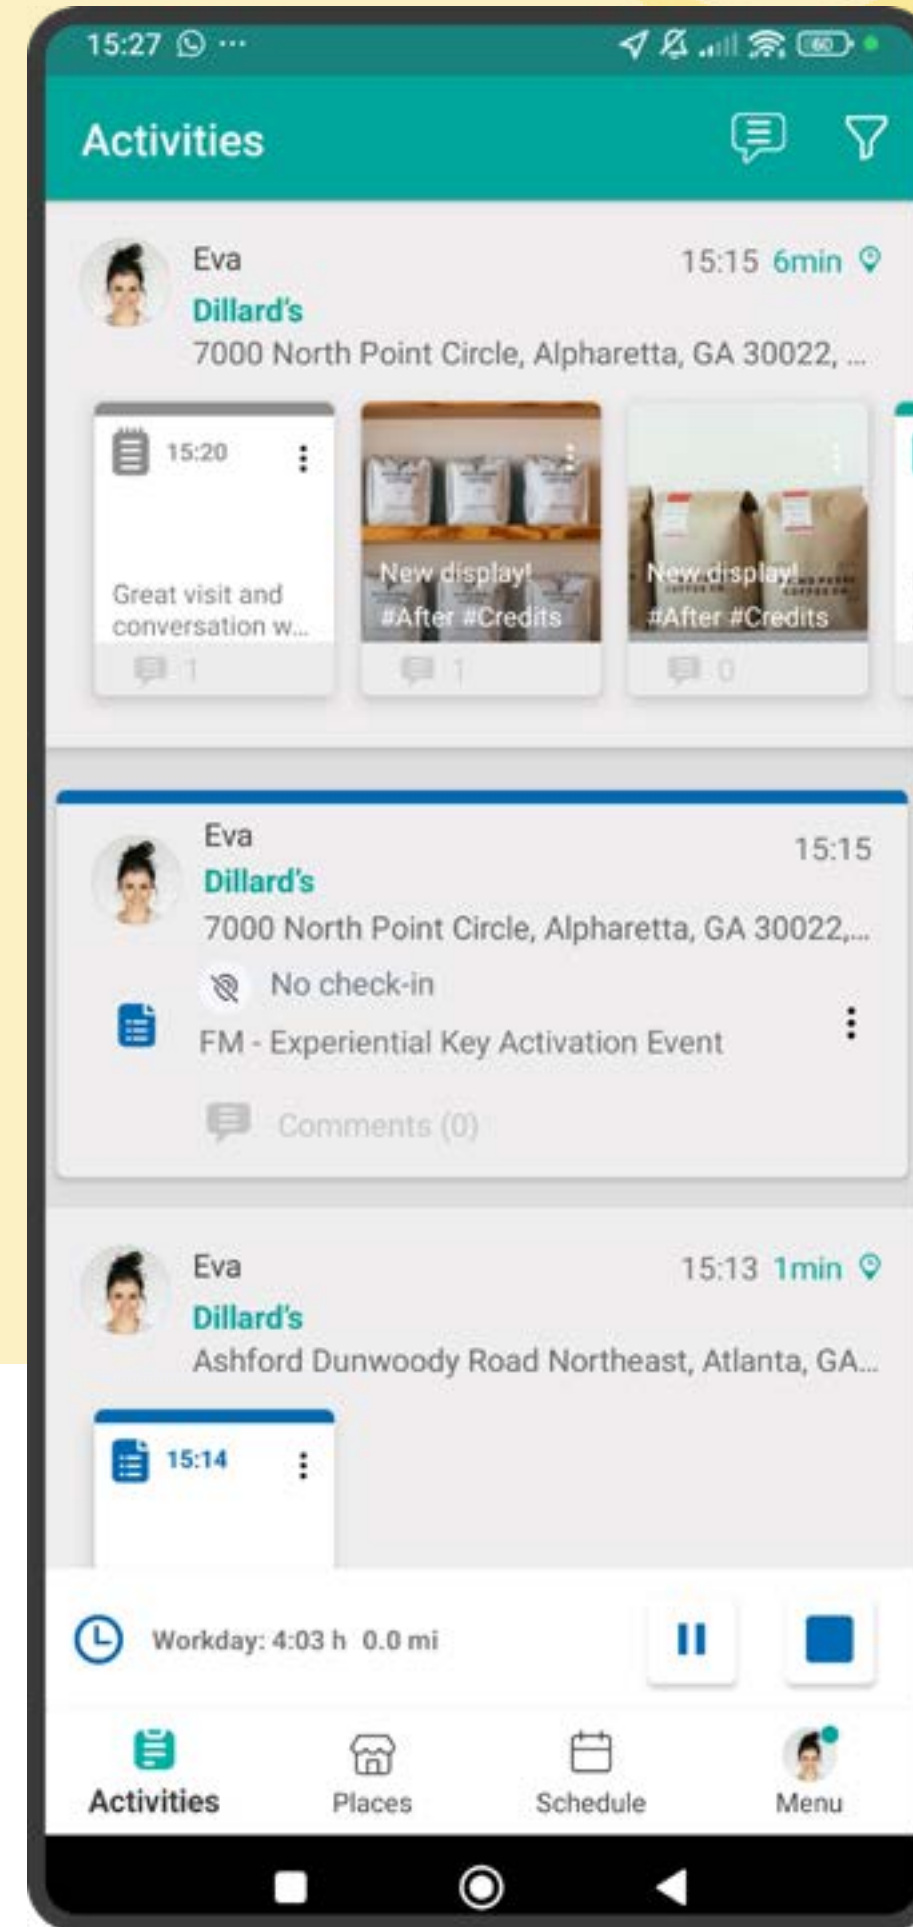 15:27 ...
60
Activities
Eva
15:15 6min
Dillard's
7000 North Point Circle, Alpharetta, GA 30022, ...
15:20
Great visit and
conversation w...
1
New display!
#After #Credits
1
New display!
#After #Credits
0
Eva
15:15
Dillard's
7000 North Point Circle, Alpharetta, GA 30022,...
No check-in
FM - Experiential Key Activation Event
Comments (0)
Eva
15:13 1min
Dillard's
Ashford Dunwoody Road Northeast, Atlanta, GA...
15:14
Workday: 4:03 h 0.0 mi
Activities
Places
Schedule
Menu